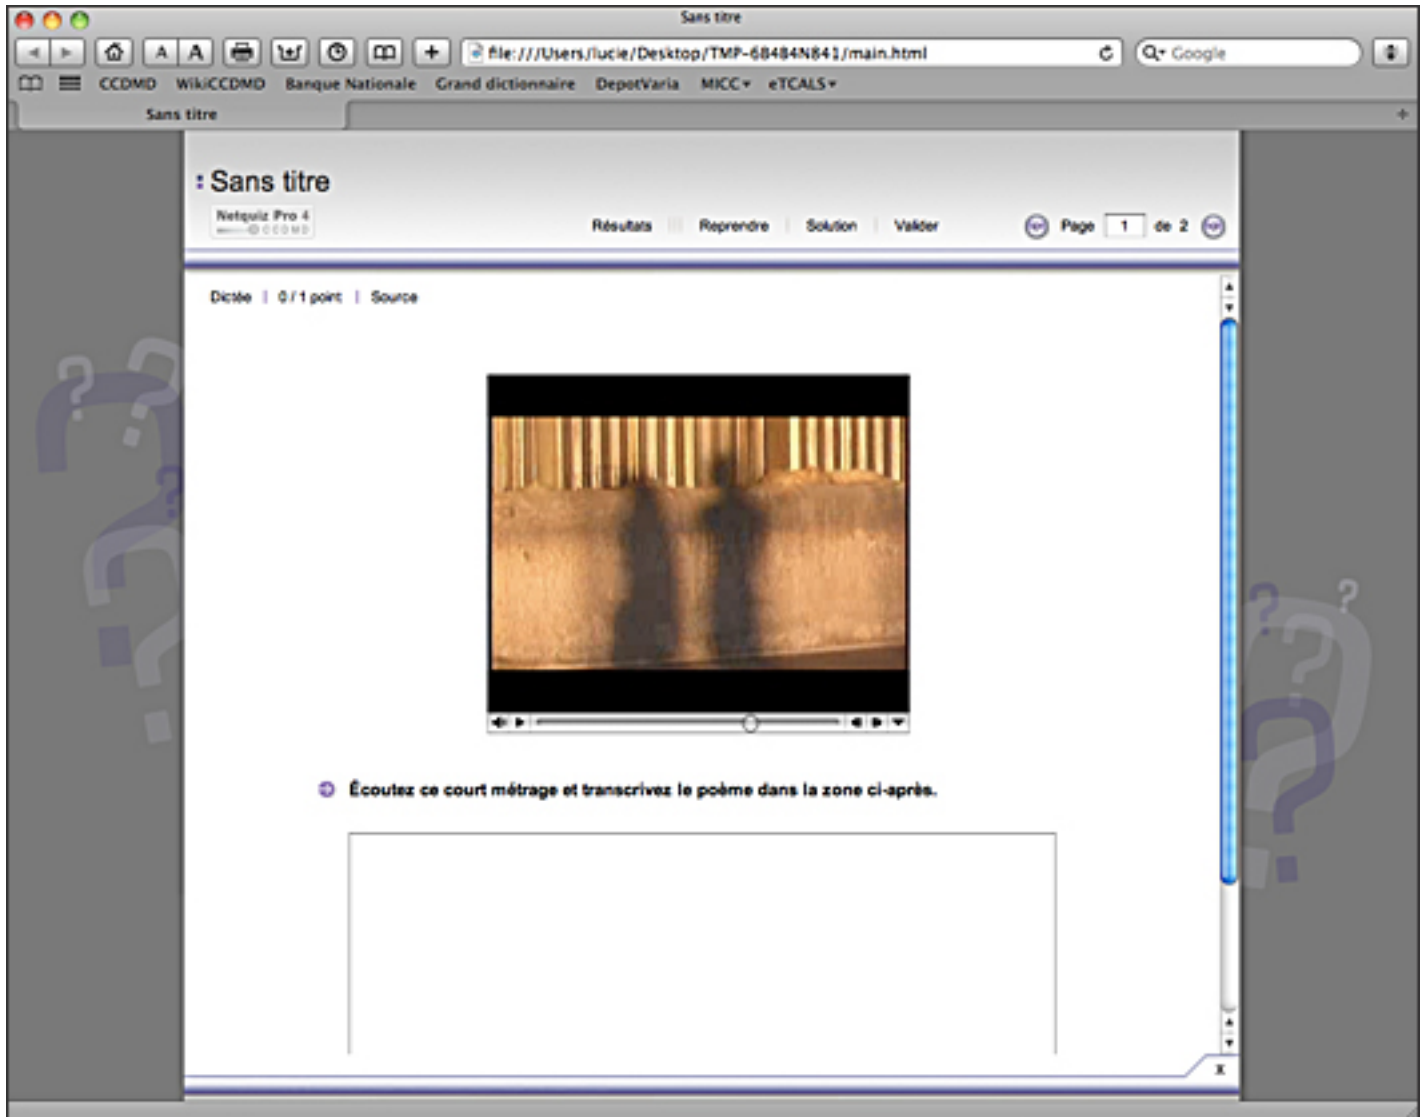 Sans titre
A A + file:///Users/lucie/Desktop/TMP-68484N841/main.html Google
CCDMD WikiCCDMD Banque Nationale Grand dictionnaire DepotVaria MICC eTCALS
Sans titre +
Sans titre
Netquiz Pro 4
CCDMD
Résultats Reprendre Solution Valider Page 1 de 2
Dictée | 0 / 1 point | Source
Écoutez ce court métrage et transcrivez le poème dans la zone ci-après.
X
? ? ? ? ?
? ? ? ?